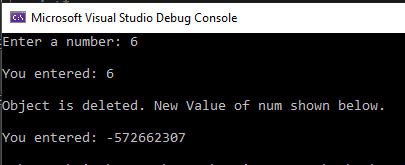 Microsoft Visual Studio Debug Console
Enter a number: 6
You entered: 6
Object is deleted. New Value of num shown below.
You entered: -572662307